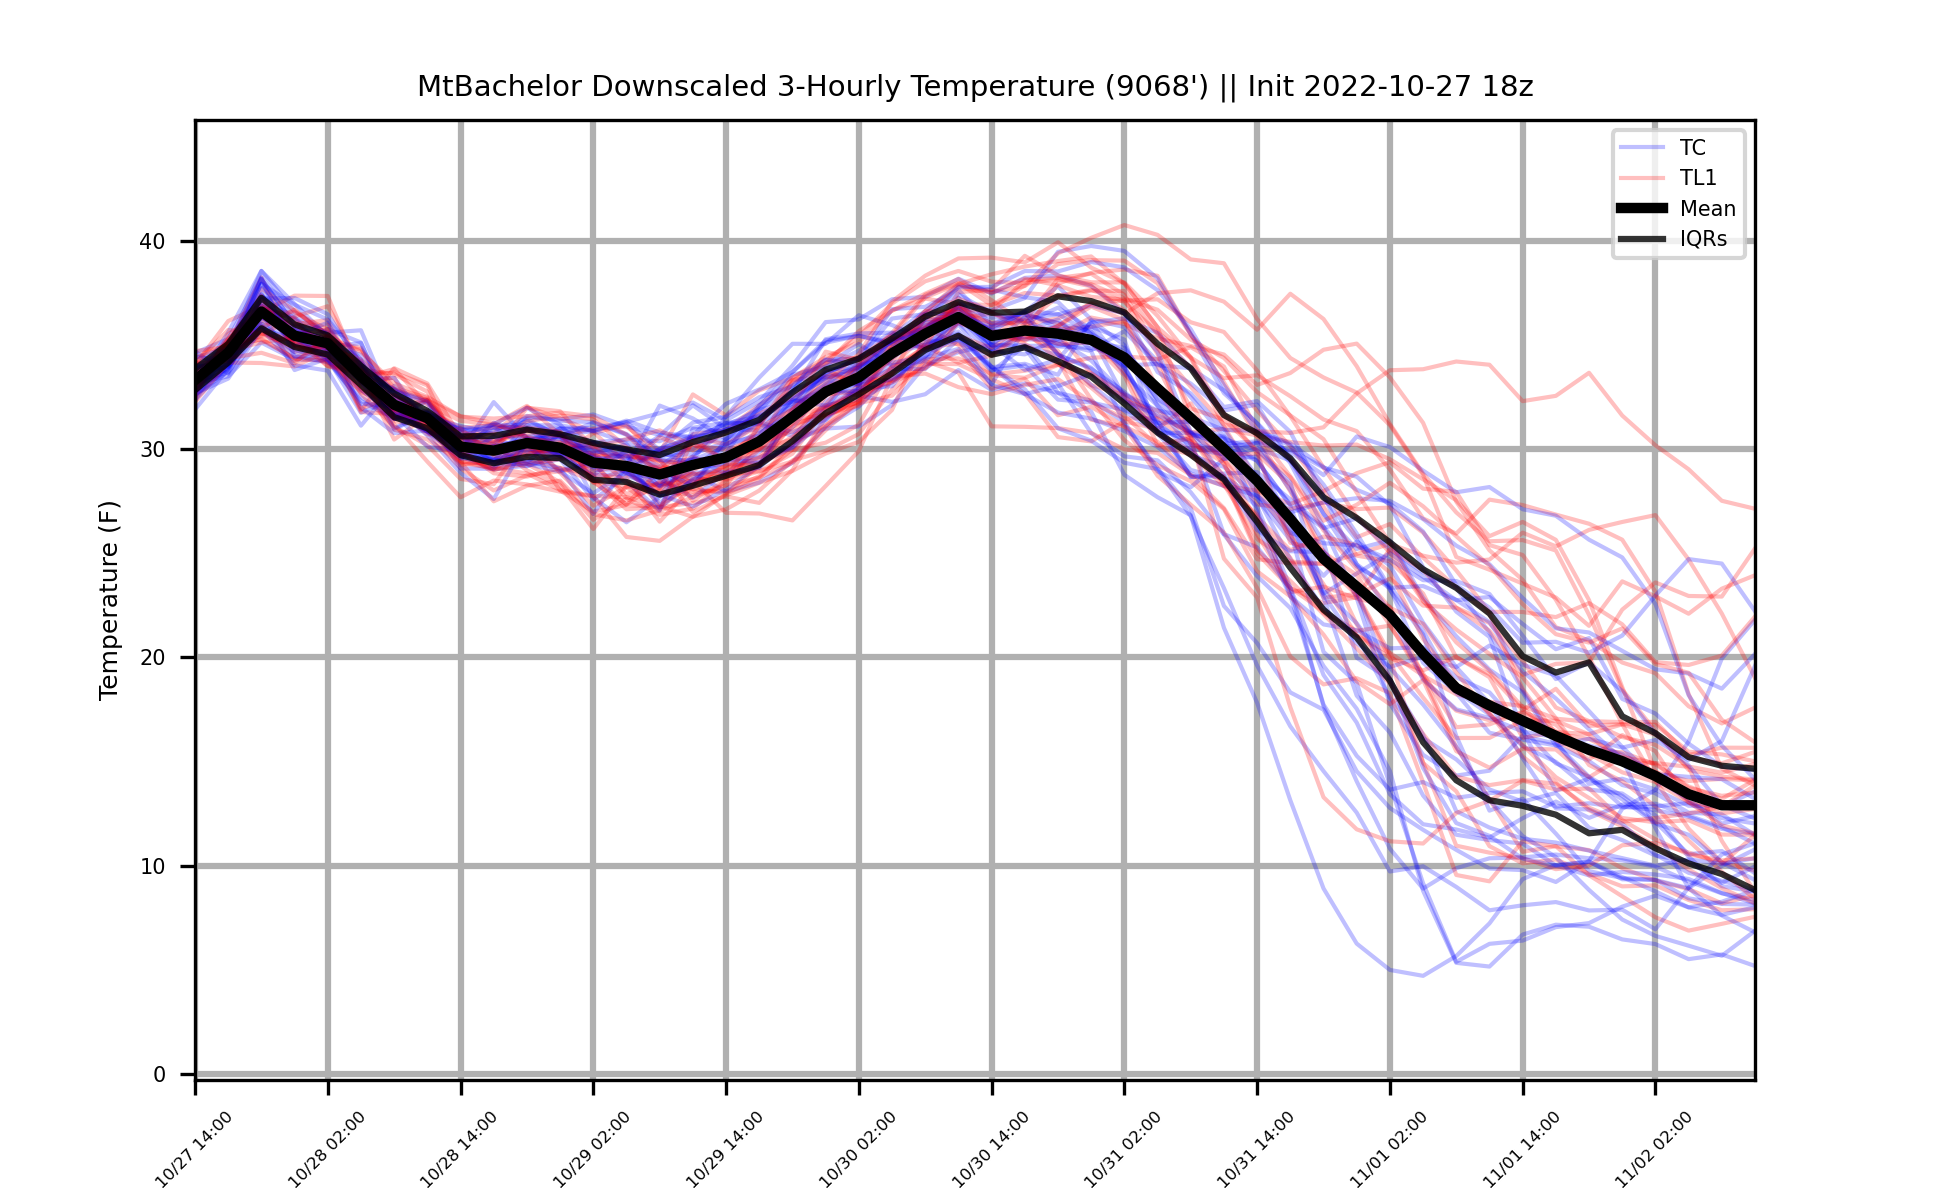 MtBachelor Downscaled 3-Hourly Temperature (9068') || Init 2022-10-27 18z
TC
TL1
Mean
IQRs
Temperature (F)
40
30
20
10
0
10/27 14:00
10/28 02:00
10/28 14:00
10/29 02:00
10/29 14:00
10/30 02:00
10/30 14:00
10/31 02:00
10/31 14:00
11/01 02:00
11/01 14:00
11/02 02:00